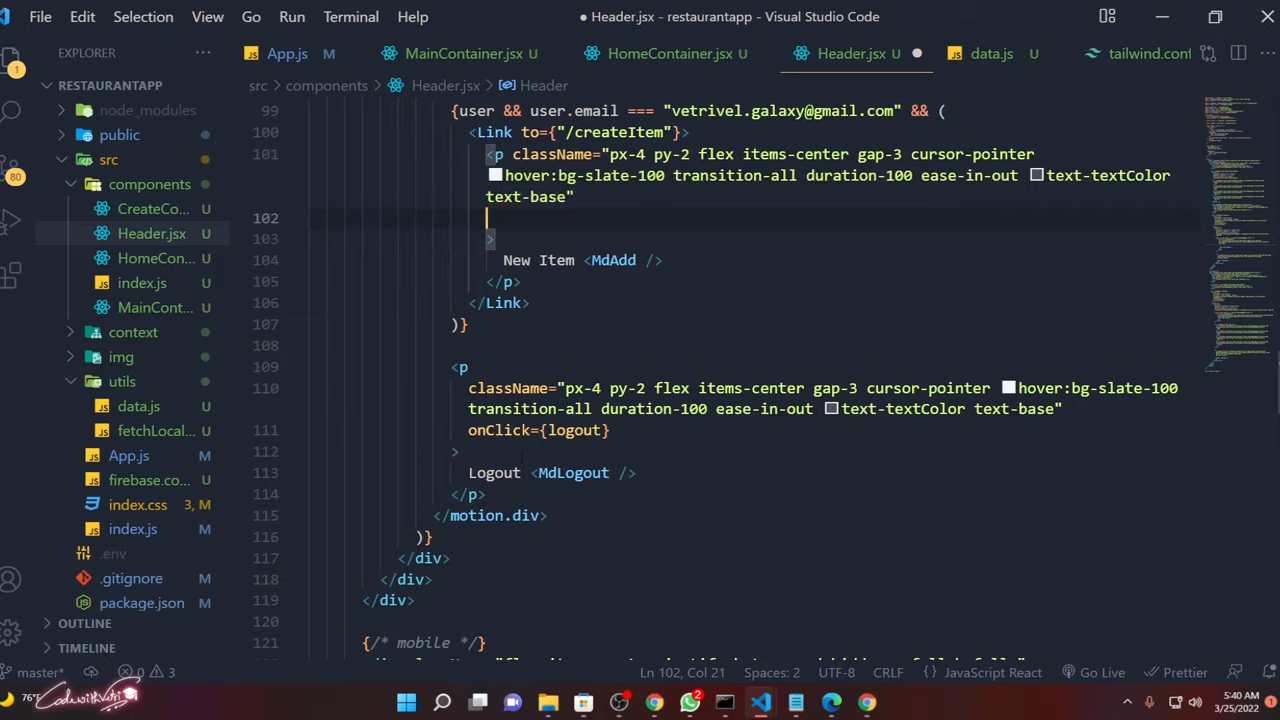 File Edit Selection View Go Run Terminal Help
● Header.jsx - restaurantapp - Visual Studio Code
EXPLORER ···
App.js M
MainContainer.jsx U
HomeContainer.jsx U
Header.jsx U ●
data.js U
tailwind.conf
src > components > Header.jsx > Header
1
80
RESTAURANTAPP
node_modules
public
src
components
CreateCo... U
Header.jsx U
HomeCon... U
index.js U
MainCont... U
context
img
utils
data.js U
fetchLocal... U
App.js M
firebase.co... U
index.css 3, M
index.js M
.env
.gitignore M
package.json M
OUTLINE
TIMELINE
99 {user && user.email === "vetrivel.galaxy@gmail.com" && (
100 <Link to={"/createItem"}>
101 <p className="px-4 py-2 flex items-center gap-3 cursor-pointer
hover:bg-slate-100 transition-all duration-100 ease-in-out text-textColor
text-base"
102
103 >
104 New Item <MdAdd />
105 </p>
106 </Link>
107 )}
108
109 <p
110 className="px-4 py-2 flex items-center gap-3 cursor-pointer hover:bg-slate-100
transition-all duration-100 ease-in-out text-textColor text-base"
111 onClick={logout}
112 >
113 Logout <MdLogout />
114 </p>
115 </motion.div>
116 )}
117 </div>
118 </div>
119 </div>
120
121 {/* mobile */}
master* 0 3 Ln 102, Col 21 Spaces: 2 UTF-8 CRLF JavaScript React Go Live Prettier
76°F
2
5:40 AM
3/25/2022
1